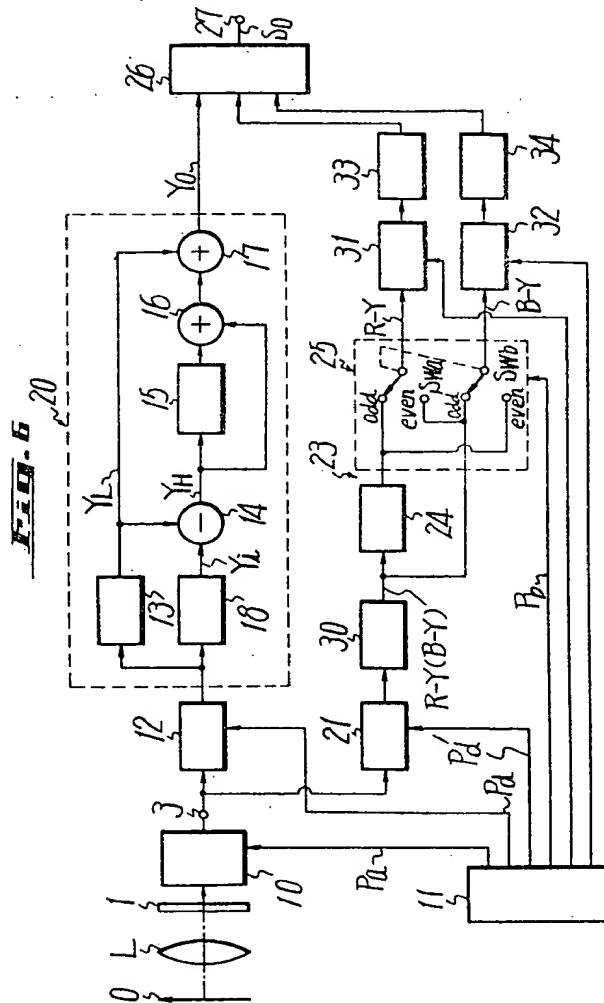 Fig. 6
20
YL
13
18
Yi
14
YH
15
16
17
YO
26
27
SO
O
L
1
10
3
12
Pa
11
Pd
Pd'
21
R-Y(B-Y)
30
24
23
25
odd
even
SWa
odd
even
SWb
Pb
R-Y
B-Y
31
33
32
34